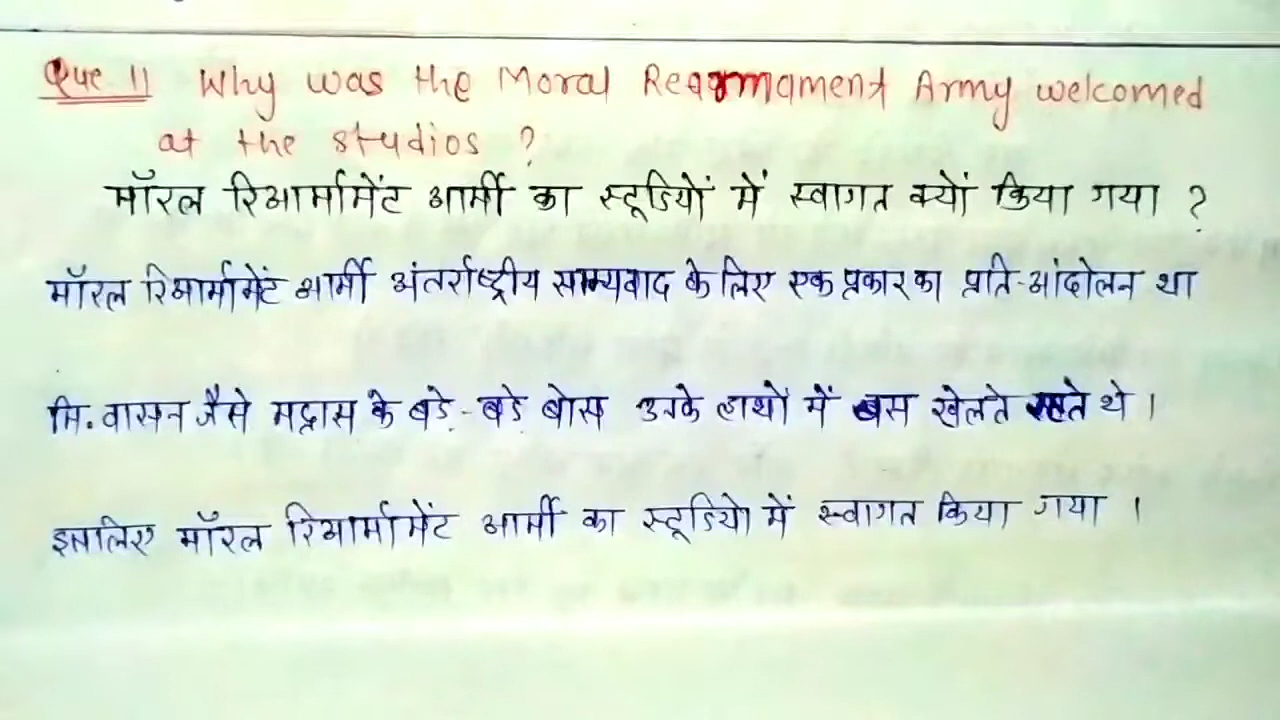 Que 11 Why was the Moral Rearmament Army welcomed
at the studios ?
मॉरल रिआर्मामेंट आर्मी का स्टूडियों में स्वागत क्यों किया गया ?
मॉरल रिआर्मामेंट आर्मी अंतर्राष्ट्रीय साम्यवाद के लिए एक प्रकार का प्रति-आंदोलन था
मि. वासन जैसे मद्रास के बड़े-बड़े बोस उनके हाथों में बस खेलते रहते थे ।
इसलिए मॉरल रिआर्मामेंट आर्मी का स्टूडियो में स्वागत किया गया ।